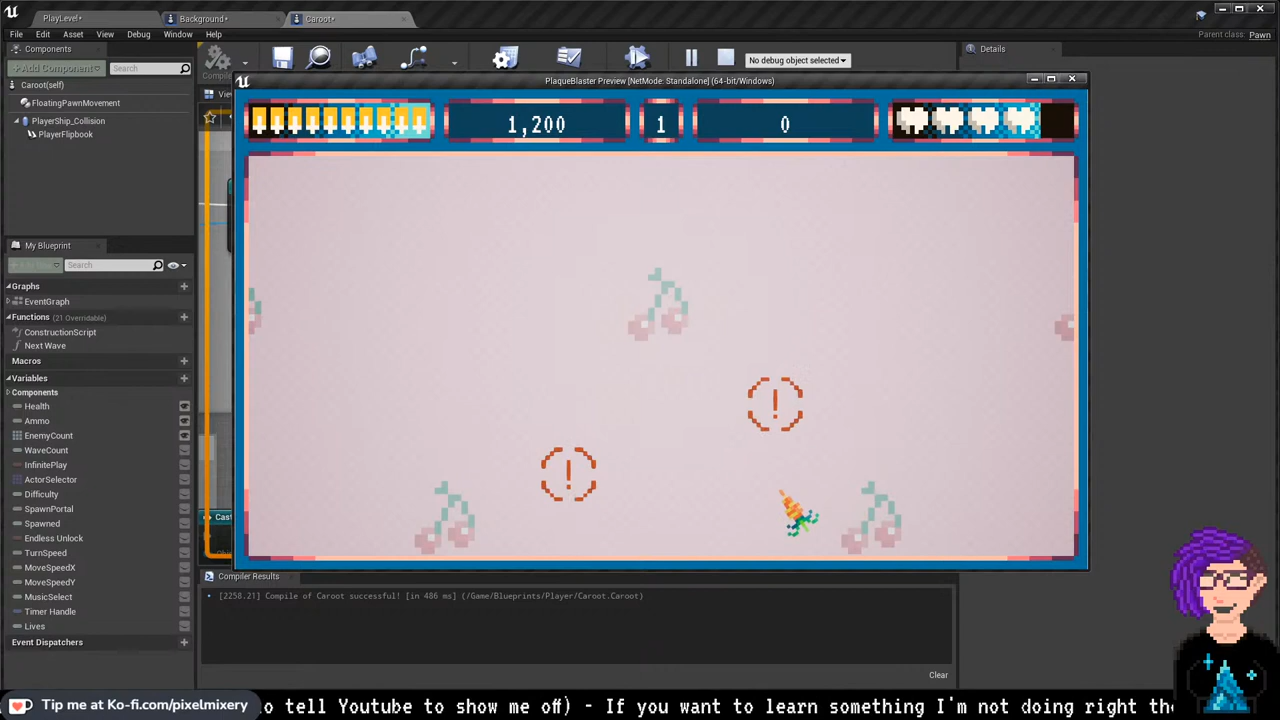 PlayLevel•
Background•
Caroot•
Parent class: Pawn
File Edit Asset View Debug Window Help
Components
+ Add Component
Search
Caroot(self)
FloatingPawnMovement
PlayerShip_Collision
PlayerFlipbook
No debug object selected
Details
PlaqueBlaster Preview [NetMode: Standalone] (64-bit/Windows)
1,200
1
0
!
!
My Blueprint
Search
Graphs
EventGraph
Functions (21 Overridable)
ConstructionScript
Next Wave
Macros
Variables
Components
Health
Ammo
EnemyCount
WaveCount
InfinitePlay
ActorSelector
Difficulty
SpawnPortal
Spawned
Endless Unlock
TurnSpeed
MoveSpeedX
MoveSpeedY
MusicSelect
Timer Handle
Lives
Event Dispatchers
Compiler Results
[2258.21] Compile of Caroot successful! [in 486 ms] (/Game/Blueprints/Player/Caroot.Caroot)
Clear
Tip me at Ko-fi.com/pixelmixery
o tell Youtube to show me off) - If you want to learn something I'm not doing right the